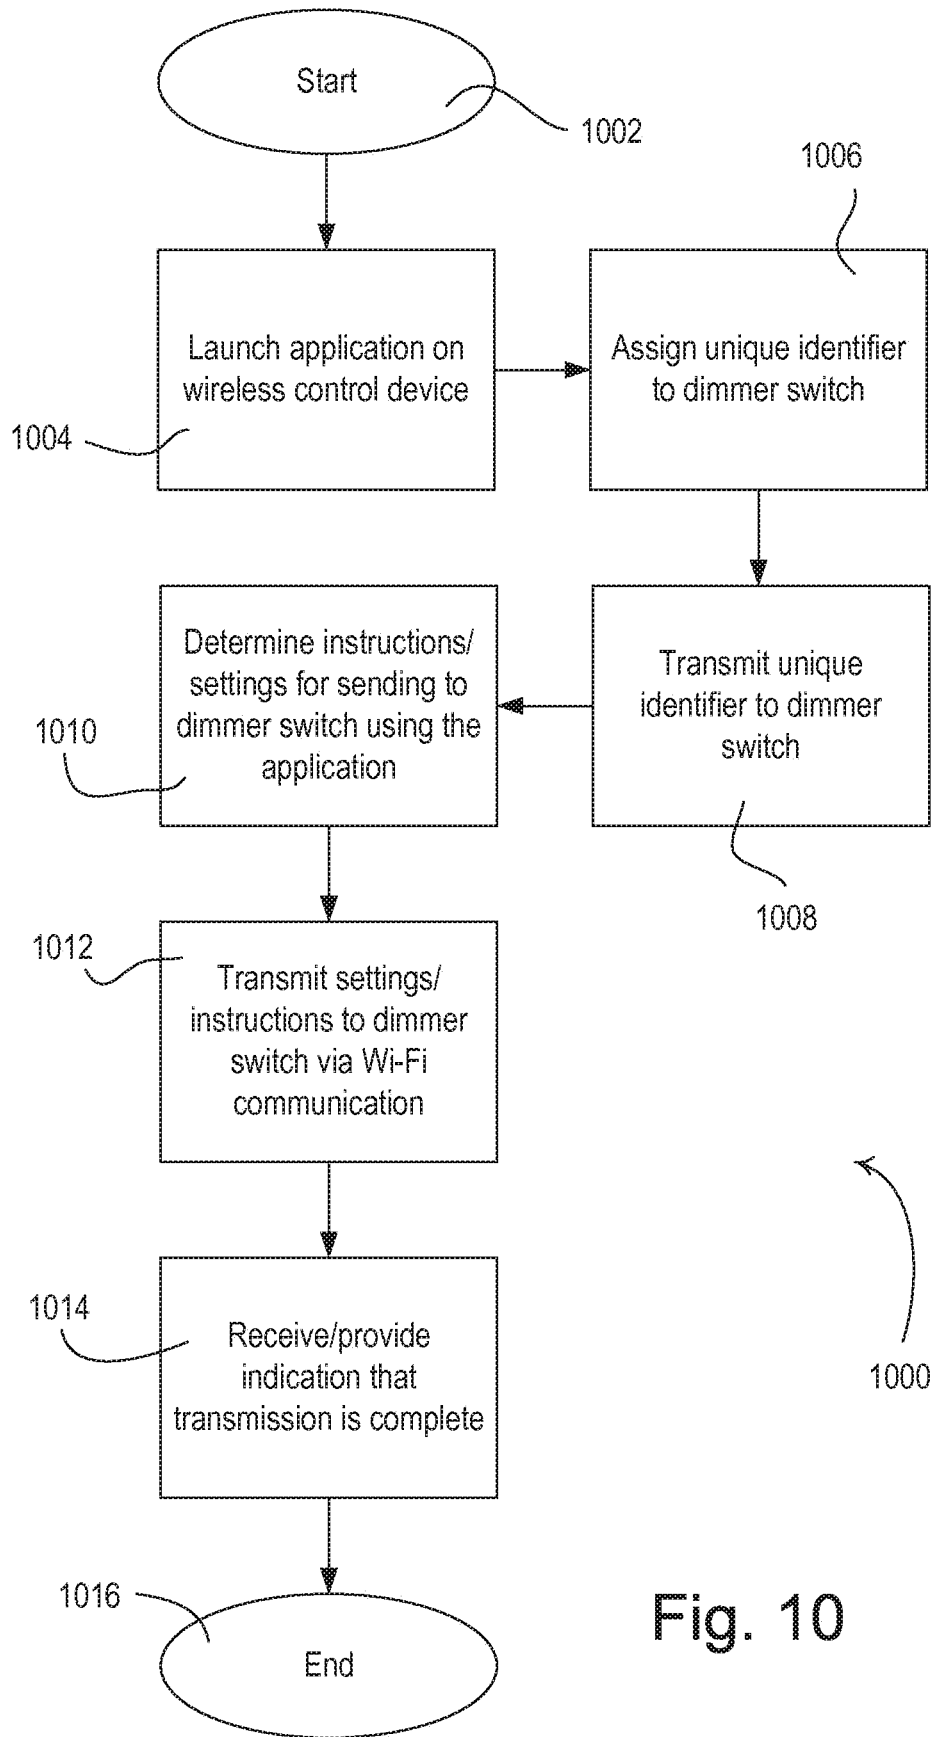 Start
1002
1006
Launch application on
wireless control device
1004
Assign unique identifier
to dimmer switch
Determine instructions/
settings for sending to
dimmer switch using the
application
1010
Transmit unique
identifier to dimmer
switch
1008
1012
Transmit settings/
instructions to dimmer
switch via Wi-Fi
communication
1014
Receive/provide
indication that
transmission is complete
1000
1016
End
Fig. 10